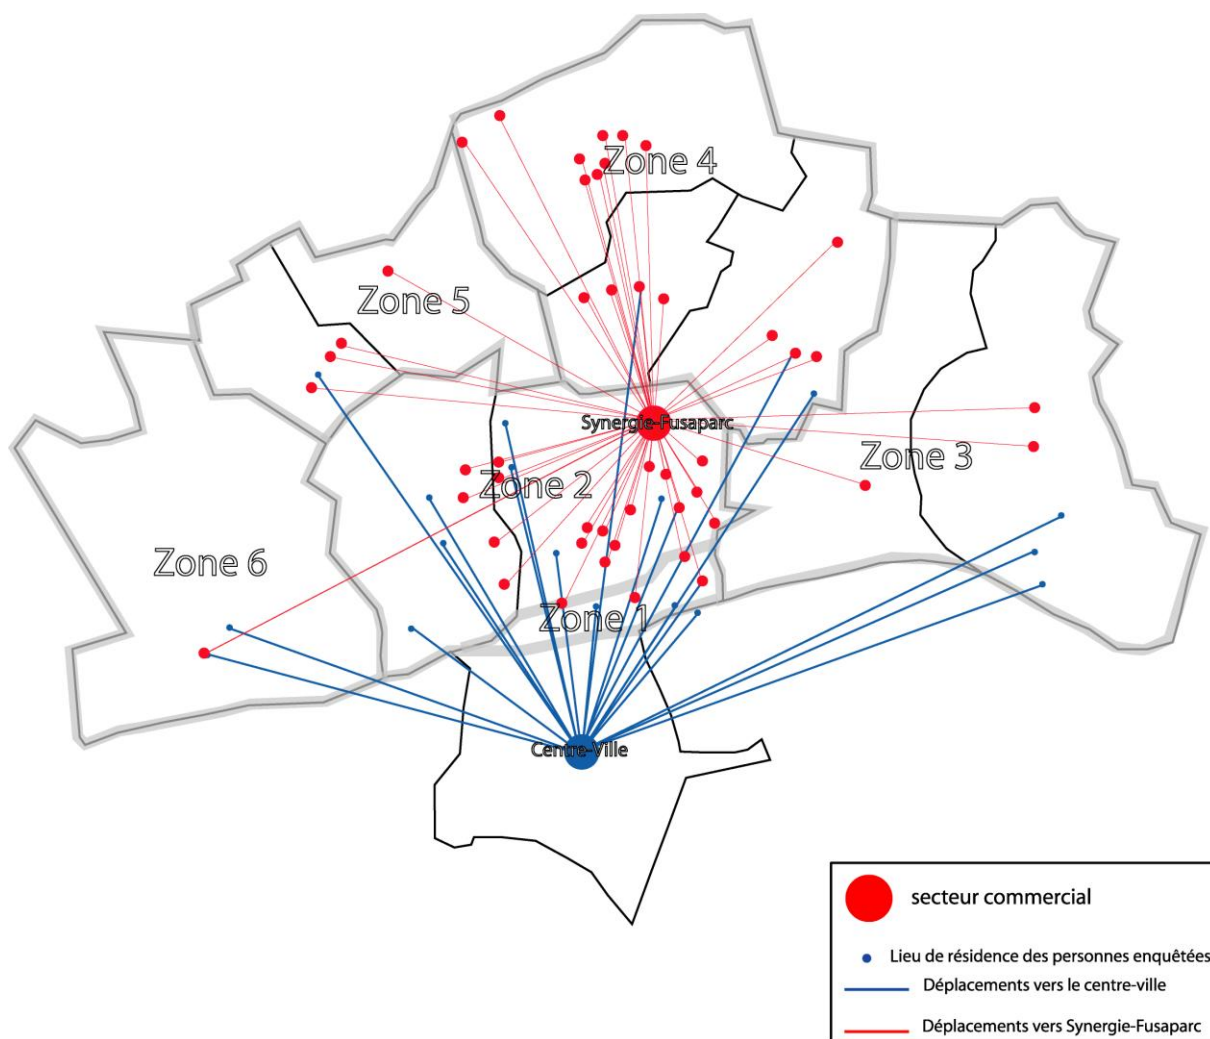 Zone 4
Zone 5
Synergie-Fusaparc
Zone 3
Zone 2
Zone 6
Zone 1
Centre-Ville
secteur commercial
Lieu de résidence des personnes enquêtées
Déplacements vers le centre-ville
Déplacements vers Synergie-Fusaparc